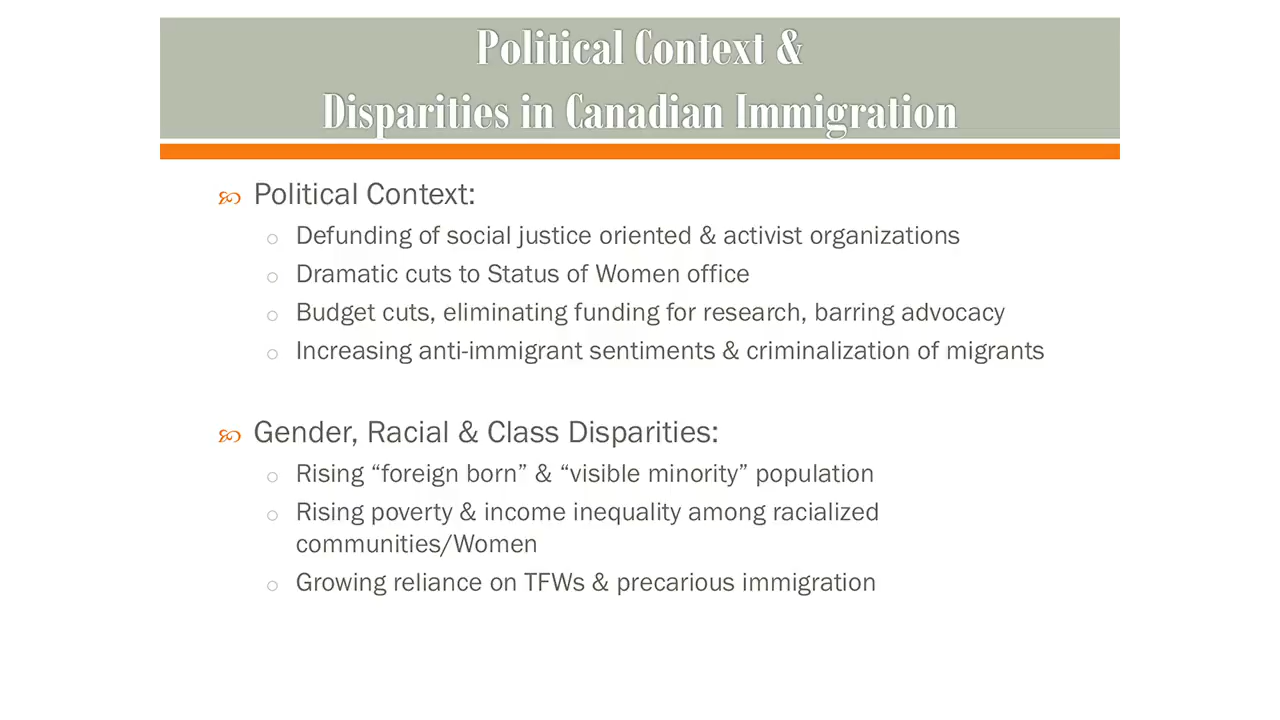 Political Context &
Disparities in Canadian Immigration
Political Context:
Defunding of social justice oriented & activist organizations
Dramatic cuts to Status of Women office
Budget cuts, eliminating funding for research, barring advocacy
Increasing anti-immigrant sentiments & criminalization of migrants
Gender, Racial & Class Disparities:
Rising “foreign born” & “visible minority” population
Rising poverty & income inequality among racialized
communities/Women
Growing reliance on TFWs & precarious immigration